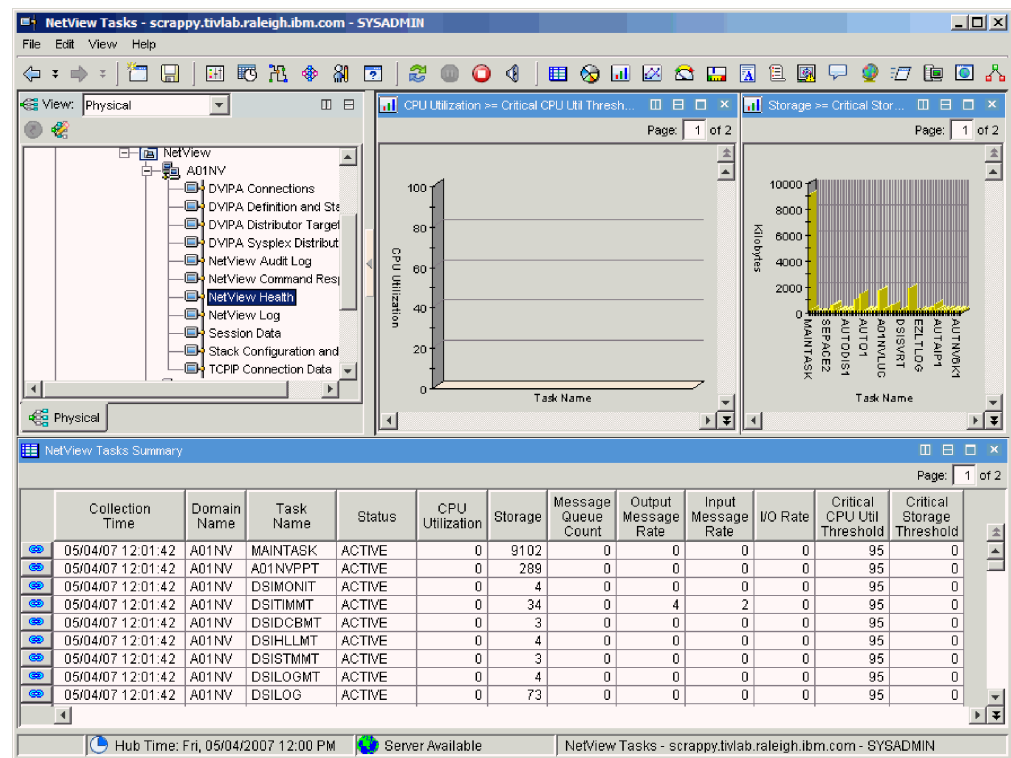 NetView Tasks - scrappy.tivlab.raleigh.ibm.com - SYSADMIN
File Edit View Help
View: Physical
NetView
A01NV
DVIPA Connections
DVIPA Definition and Sta
DVIPA Distributor Target
DVIPA Sysplex Distribut
NetView Audit Log
NetView Command Resp
NetView Health
NetView Log
Session Data
Stack Configuration and
TCPIP Connection Data
Physical
CPU Utilization >= Critical CPU Util Thresh...
Page: 1 of 2
100
80
60
40
20
0
CPU Utilization
Task Name
Storage >= Critical Stor...
Page: 1 of 2
10000
8000
6000
4000
2000
0
Kilobytes
MAINTASK
SEPACE2
AUTODIS1
AUTO1
A01NVLUC
DSISVRT
EZLTLOG
AUTAIP1
AUTNV6K1
Task Name
NetView Tasks Summary
Page: 1 of 2
Collection Time Domain Name Task Name Status CPU Utilization Storage Message Queue Count Output Message Rate Input Message Rate I/O Rate Critical CPU Util Threshold Critical Storage Threshold
05/04/07 12:01:42 A01NV MAINTASK ACTIVE 0 9102 0 0 0 0 95 0
05/04/07 12:01:42 A01NV A01NVPPT ACTIVE 0 289 0 0 0 0 95 0
05/04/07 12:01:42 A01NV DSIMONIT ACTIVE 0 4 0 0 0 0 95 0
05/04/07 12:01:42 A01NV DSITIMMT ACTIVE 0 34 0 4 2 0 95 0
05/04/07 12:01:42 A01NV DSIDCBMT ACTIVE 0 3 0 0 0 0 95 0
05/04/07 12:01:42 A01NV DSIHLLMT ACTIVE 0 4 0 0 0 0 95 0
05/04/07 12:01:42 A01NV DSISTMMT ACTIVE 0 3 0 0 0 0 95 0
05/04/07 12:01:42 A01NV DSILOGMT ACTIVE 0 4 0 0 0 0 95 0
05/04/07 12:01:42 A01NV DSILOG ACTIVE 0 73 0 0 0 0 95 0
Hub Time: Fri, 05/04/2007 12:00 PM Server Available NetView Tasks - scrappy.tivlab.raleigh.ibm.com - SYSADMIN